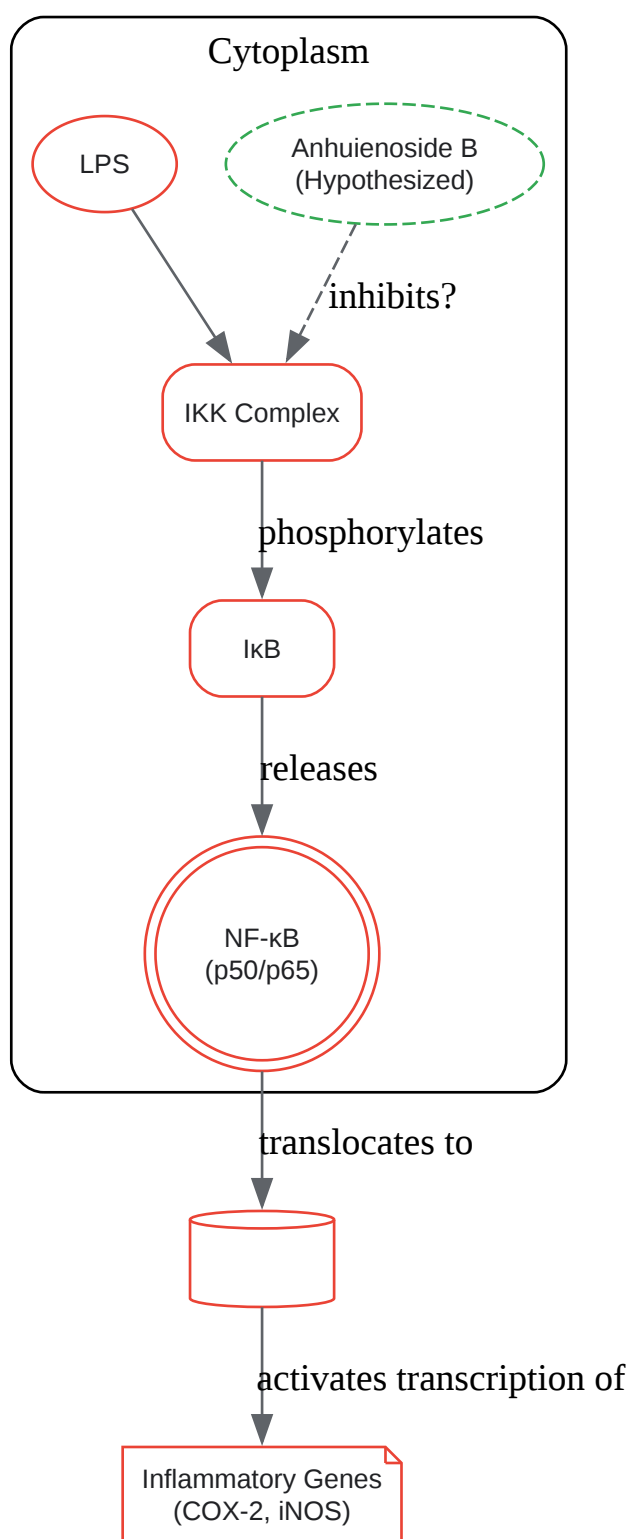 Cytoplasm
LPS
Anhuienoside B
(Hypothesized)
inhibits?
IKK Complex
phosphorylates
IκB
releases
NF-κB
(p50/p65)
translocates to
activates transcription of
Inflammatory Genes
(COX-2, iNOS)